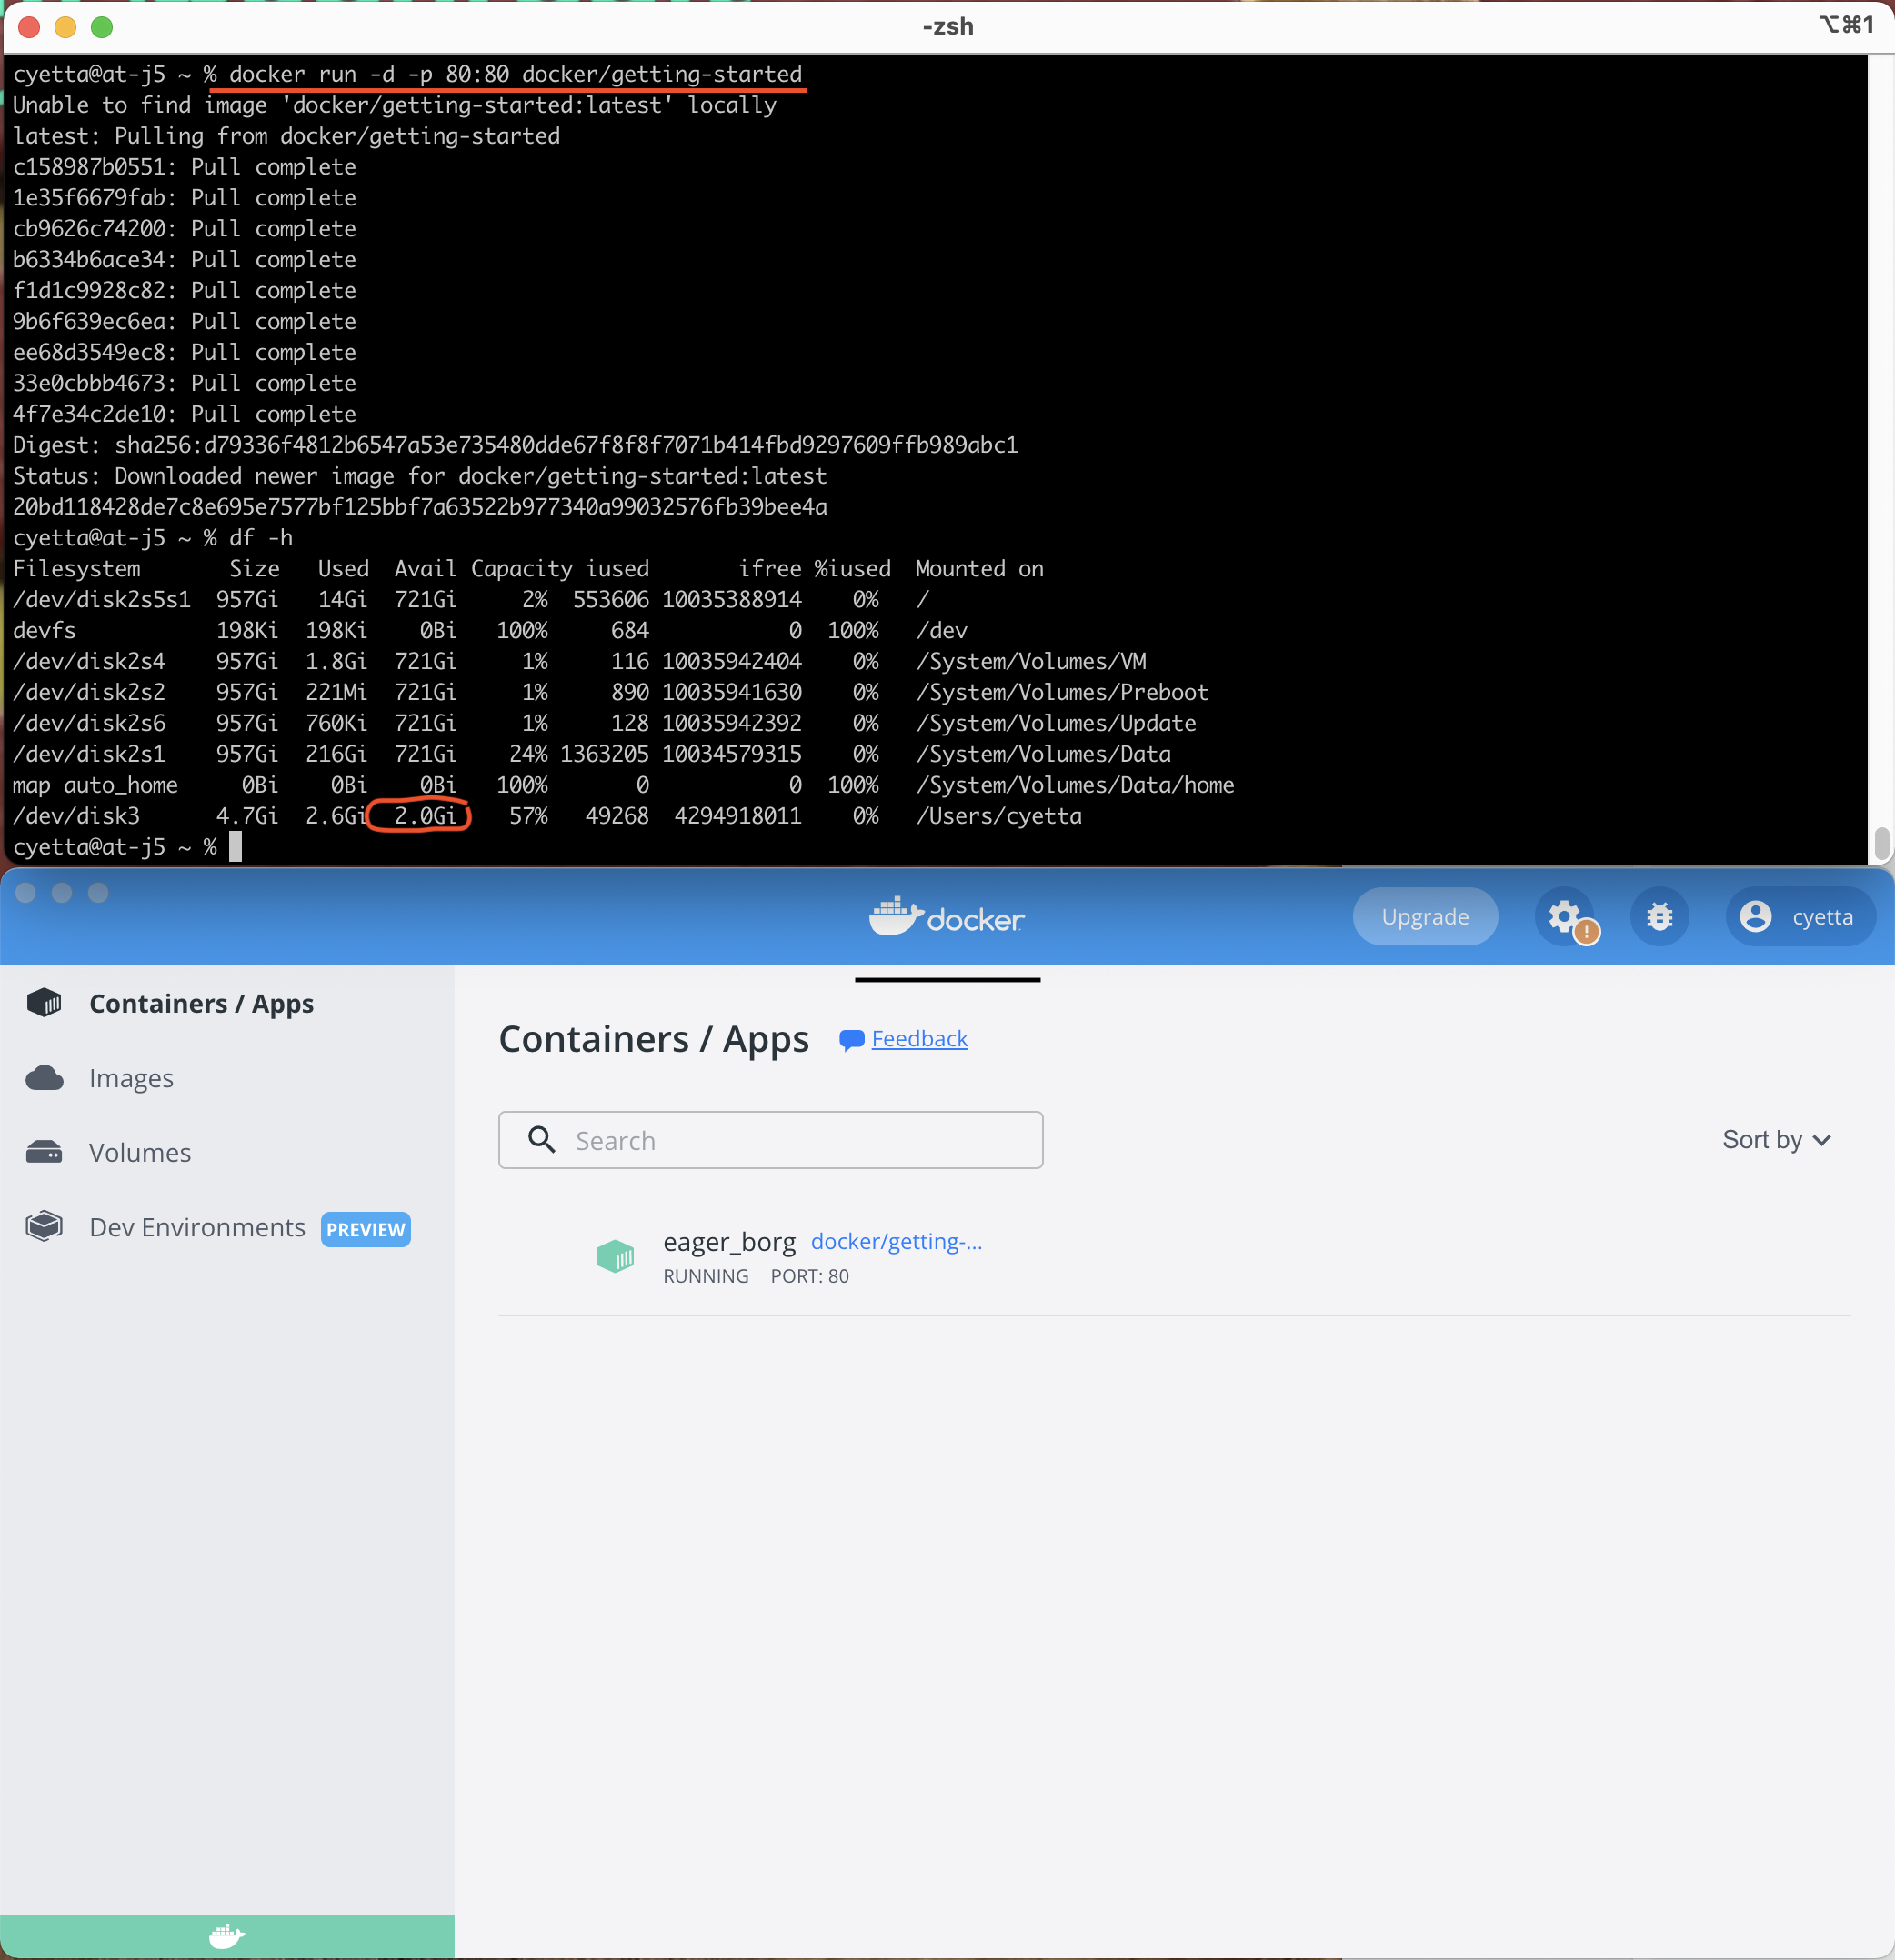 -zsh
⌥⌘1
cyetta@at-j5 ~ % docker run -d -p 80:80 docker/getting-started
Unable to find image 'docker/getting-started:latest' locally
latest: Pulling from docker/getting-started
c158987b0551: Pull complete
1e35f6679fab: Pull complete
cb9626c74200: Pull complete
b6334b6ace34: Pull complete
f1d1c9928c82: Pull complete
9b6f639ec6ea: Pull complete
ee68d3549ec8: Pull complete
33e0cbbb4673: Pull complete
4f7e34c2de10: Pull complete
Digest: sha256:d79336f4812b6547a53e735480dde67f8f8f7071b414fbd9297609ffb989abc1
Status: Downloaded newer image for docker/getting-started:latest
20bd118428de7c8e695e7577bf125bbf7a63522b977340a99032576fb39bee4a
cyetta@at-j5 ~ % df -h
Filesystem Size Used Avail Capacity iused ifree %iused Mounted on
/dev/disk2s5s1 957Gi 14Gi 721Gi 2% 553606 10035388914 0% /
devfs 198Ki 198Ki 0Bi 100% 684 0 100% /dev
/dev/disk2s4 957Gi 1.8Gi 721Gi 1% 116 10035942404 0% /System/Volumes/VM
/dev/disk2s2 957Gi 221Mi 721Gi 1% 890 10035941630 0% /System/Volumes/Preboot
/dev/disk2s6 957Gi 760Ki 721Gi 1% 128 10035942392 0% /System/Volumes/Update
/dev/disk2s1 957Gi 216Gi 721Gi 24% 1363205 10034579315 0% /System/Volumes/Data
map auto_home 0Bi 0Bi 0Bi 100% 0 0 100% /System/Volumes/Data/home
/dev/disk3 4.7Gi 2.6Gi 2.0Gi 57% 49268 4294918011 0% /Users/cyetta
cyetta@at-j5 ~ %
docker
Upgrade
cyetta
Containers / Apps
Images
Volumes
Dev Environments PREVIEW
Containers / Apps Feedback
Search
Sort by
eager_borg docker/getting-...
RUNNING PORT: 80